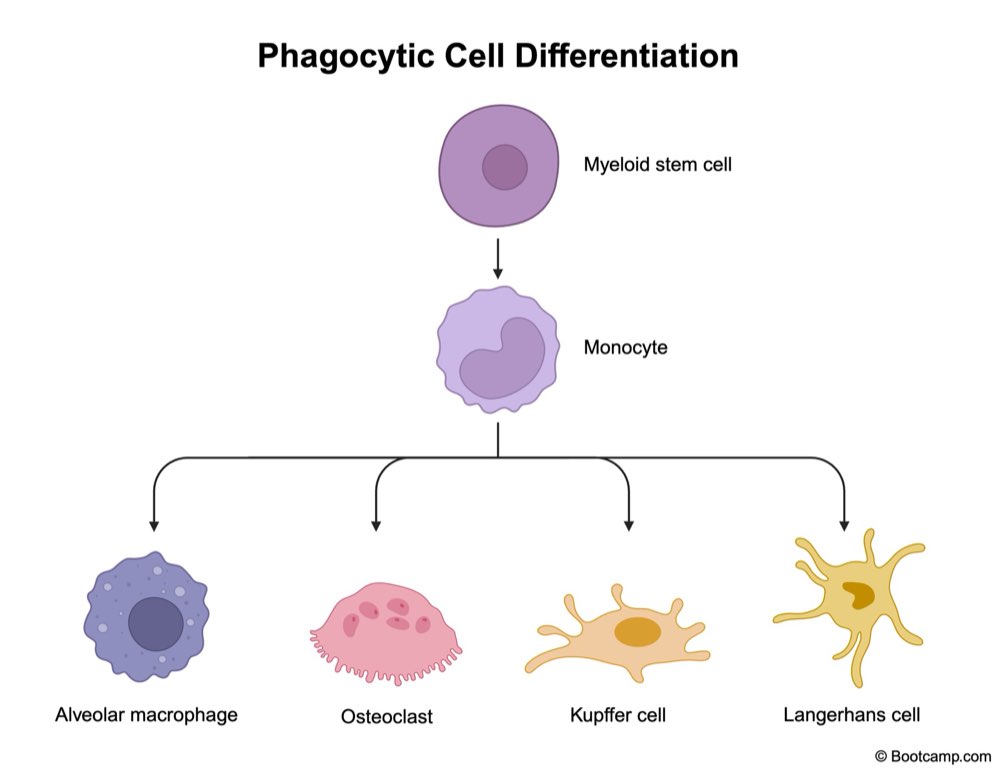 Phagocytic Cell Differentiation
Myeloid stem cell
Monocyte
Alveolar macrophage
Osteoclast
Kupffer cell
Langerhans cell
© Bootcamp.com